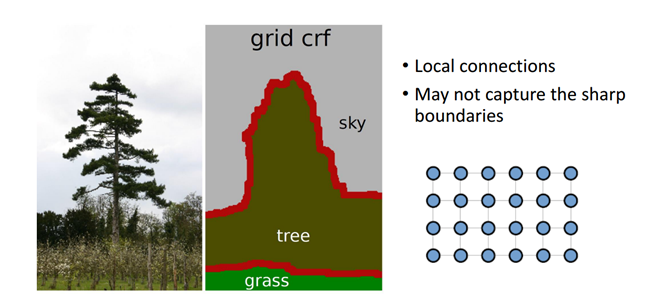 grid crf
sky
tree
grass
• Local connections
• May not capture the sharp
boundaries